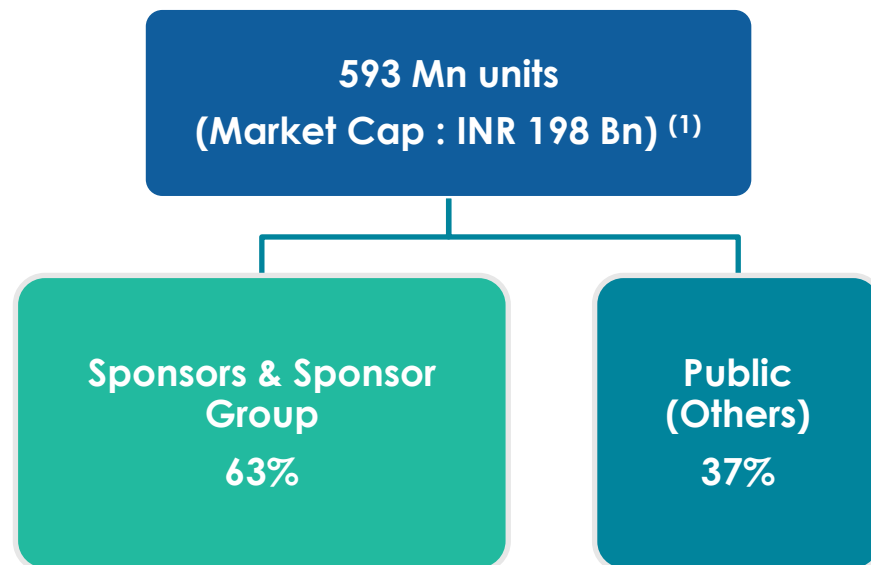 593 Mn units
(Market Cap : INR 198 Bn) (1)
Sponsors & Sponsor
Group
63%
Public
(Others)
37%